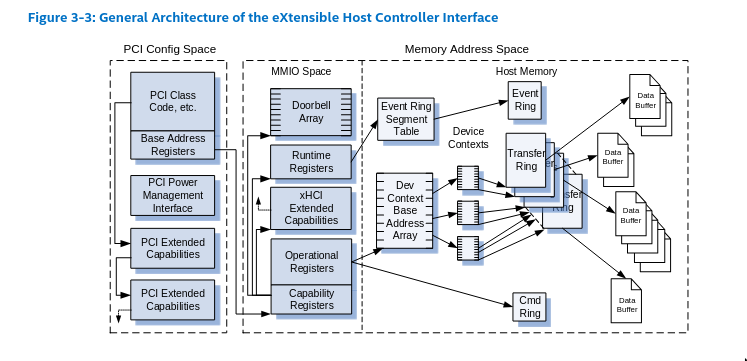 Figure 3-3: General Architecture of the eXtensible Host Controller Interface
PCI Config Space
Memory Address Space
MMIO Space
Host Memory
PCI Class
Code, etc.
Base Address
Registers
PCI Power
Management
Interface
PCI Extended
Capabilities
PCI Extended
Capabilities
Doorbell
Array
Runtime
Registers
xHCI
Extended
Capabilities
Operational
Registers
Capability
Registers
Event Ring
Segment
Table
Event
Ring
Device
Contexts
Dev
Context
Base
Address
Array
Transfer
Ring
er
sfer
ng
Cmd
Ring
Data
Buffer
Data
Buffer
Data
Buffer
Data
Buffer